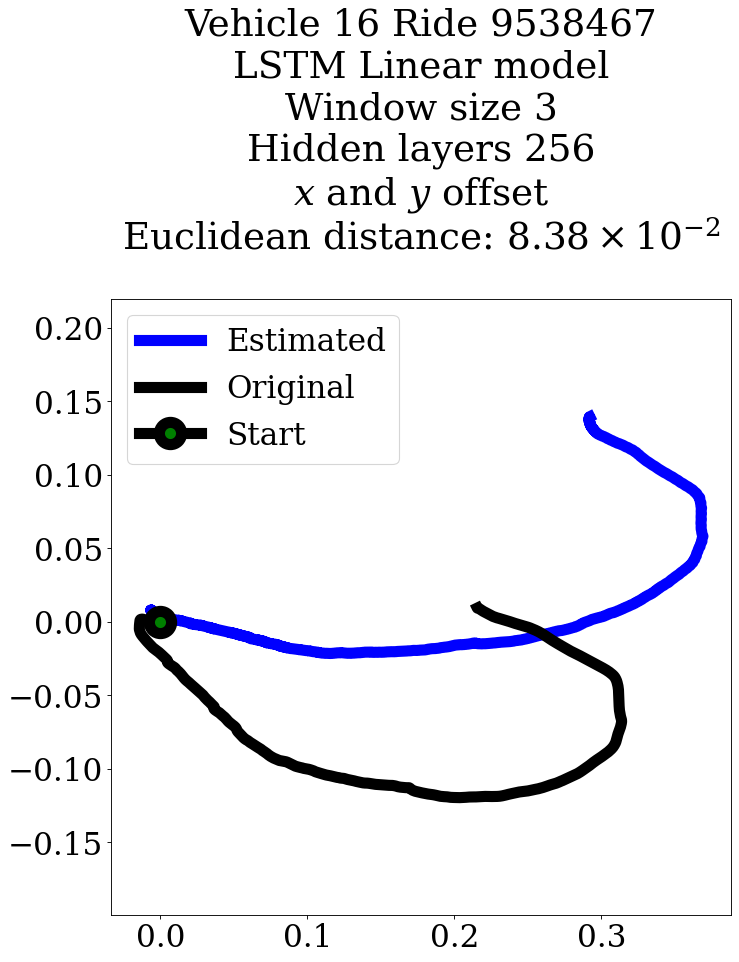 Vehicle 16 Ride 9538467
LSTM Linear model
Window size 3
Hidden layers 256
x and y offset
Euclidean distance: 8.38 × 10⁻²
Estimated
Original
Start
0.20
0.15
0.10
0.05
0.00
−0.05
−0.10
−0.15
0.0 0.1 0.2 0.3